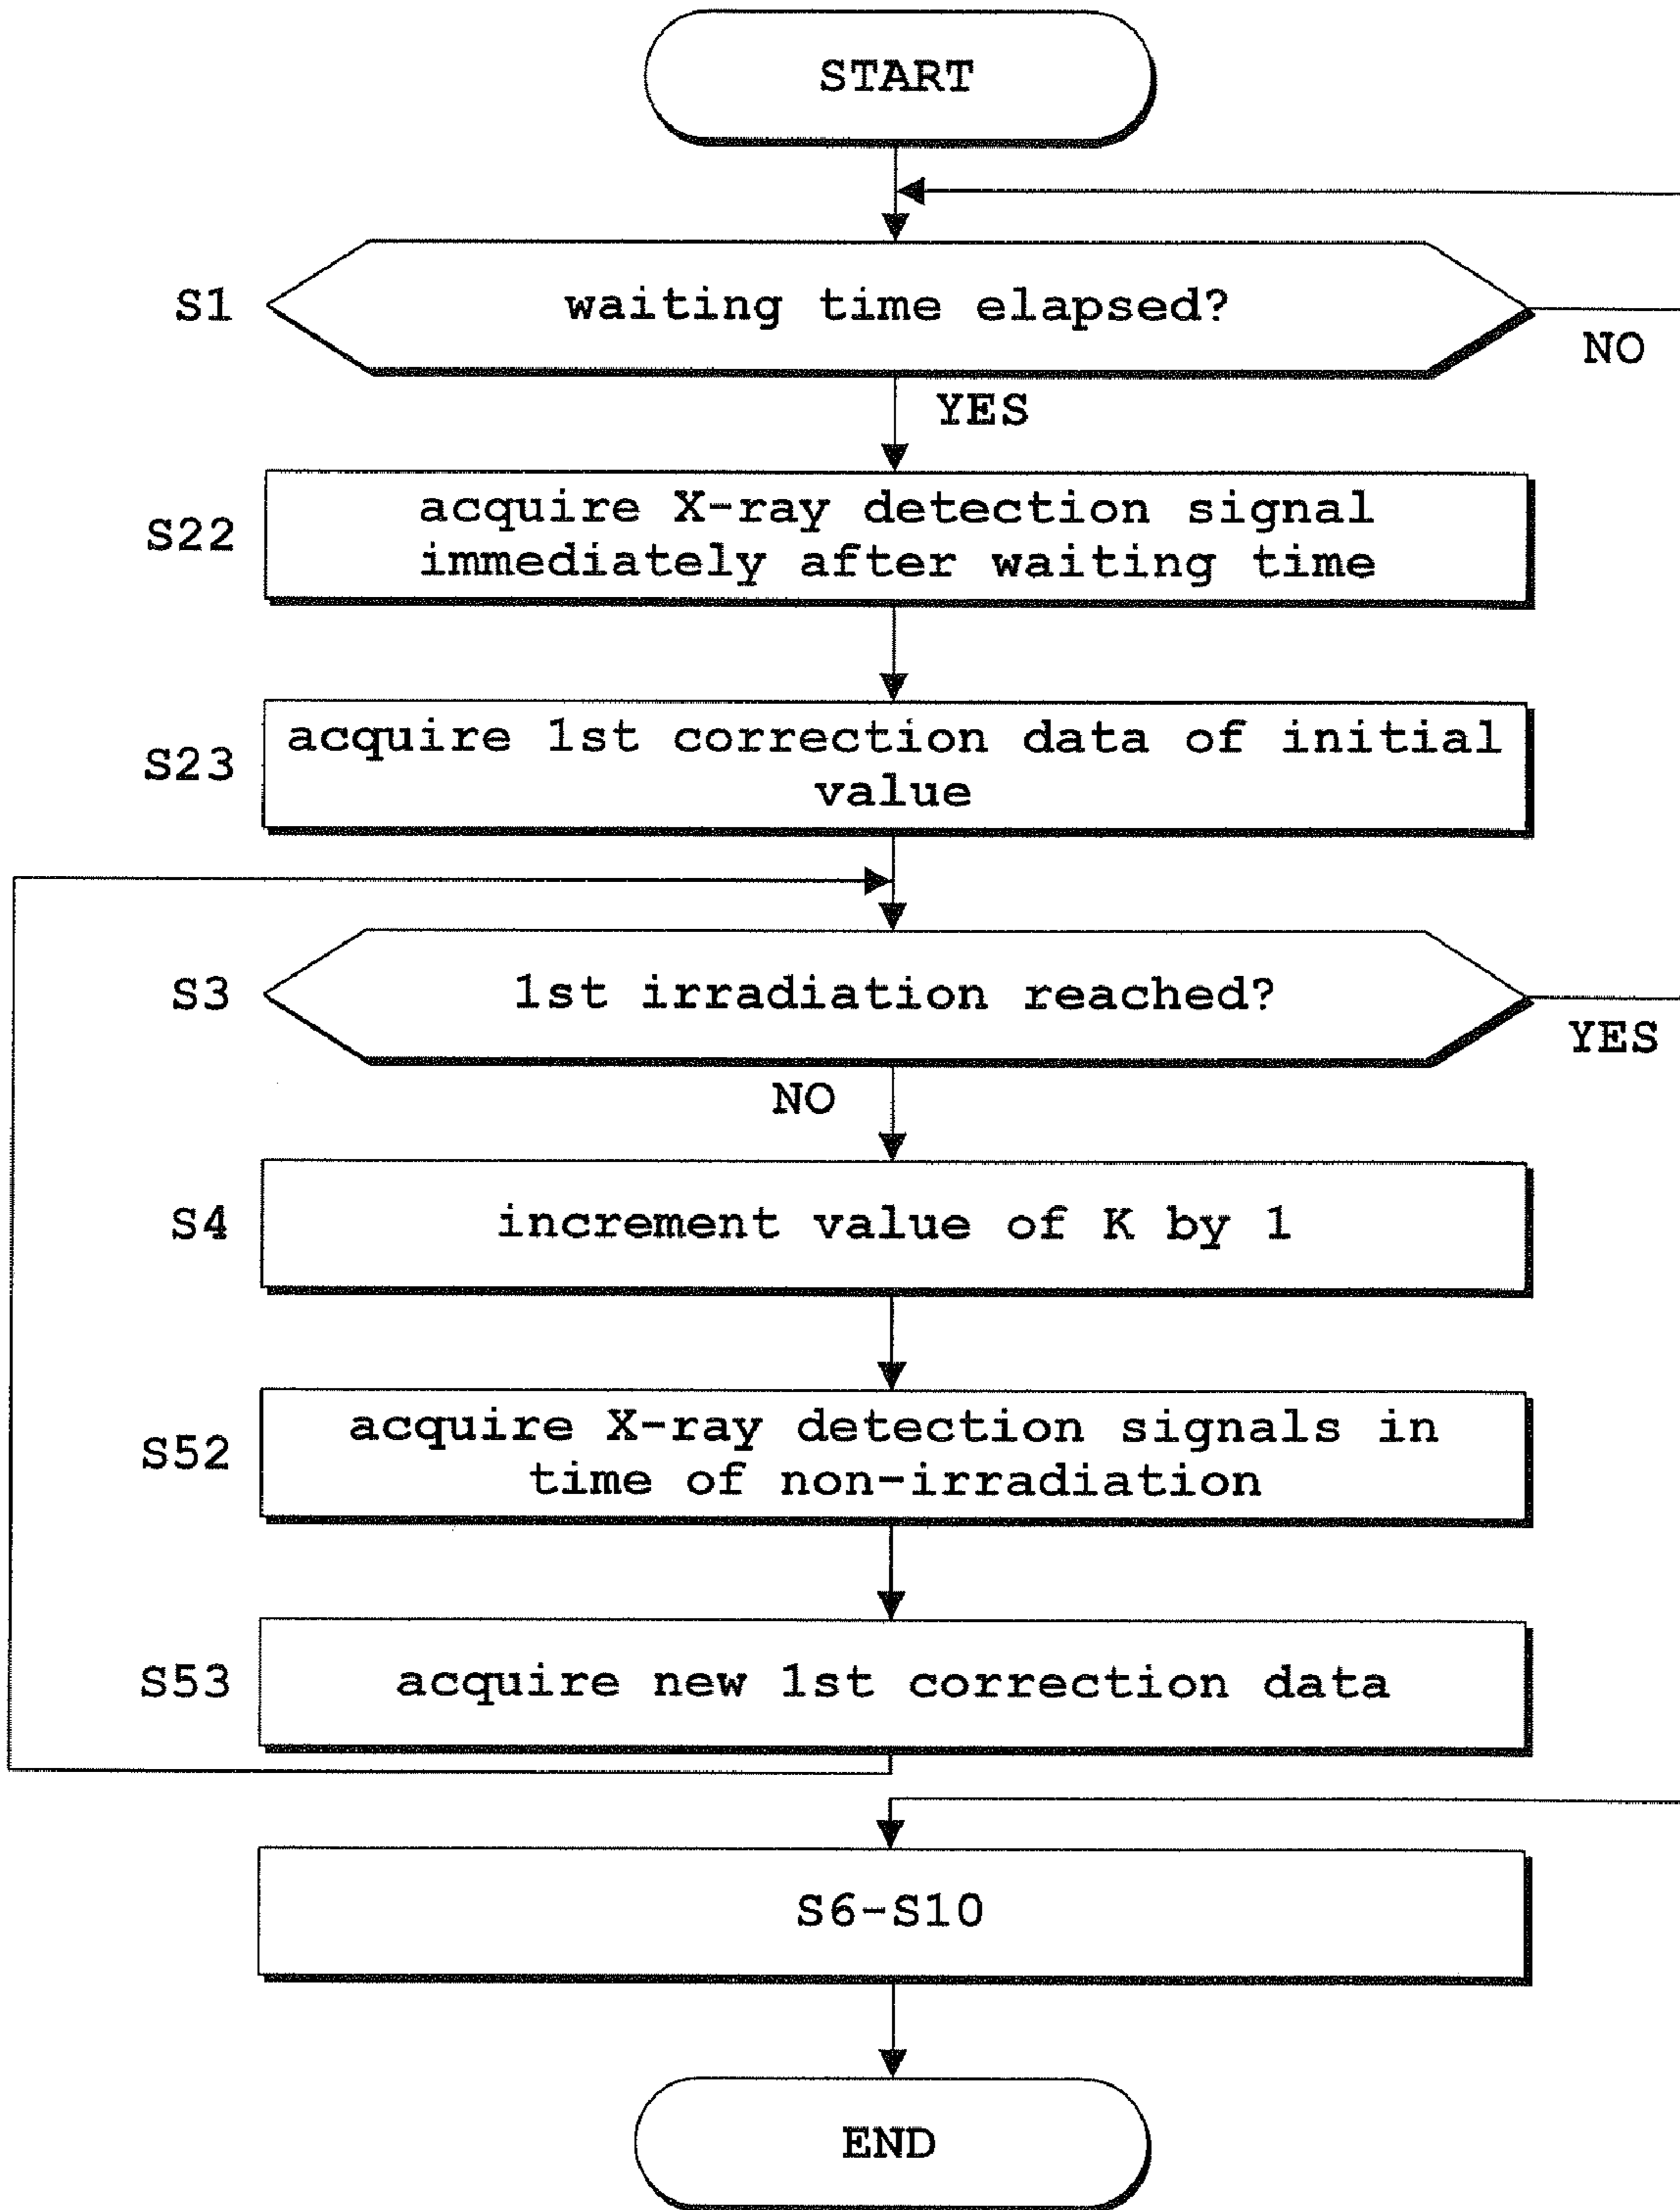 START
S1
waiting time elapsed?
NO
YES
S22
acquire X-ray detection signal
immediately after waiting time
S23
acquire 1st correction data of initial
value
S3
1st irradiation reached?
YES
NO
S4
increment value of K by 1
S52
acquire X-ray detection signals in
time of non-irradiation
S53
acquire new 1st correction data
S6-S10
END